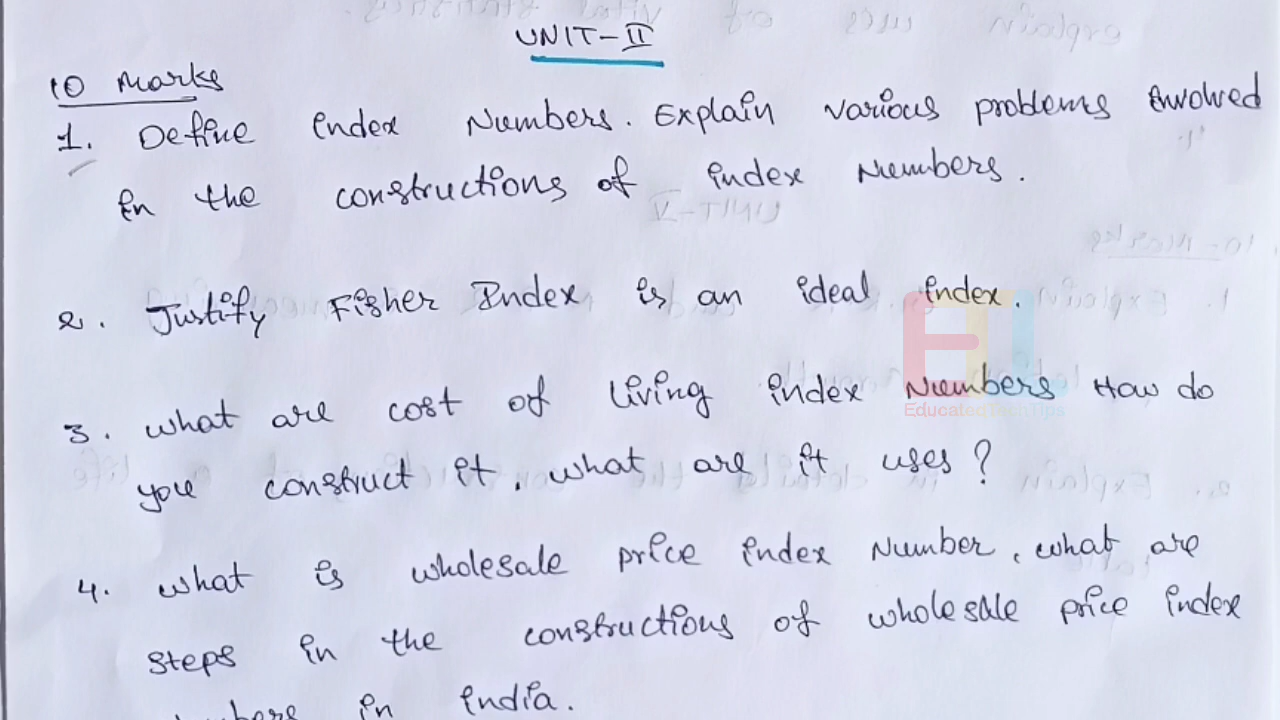 UNIT-II
10 Marks
1. Define index Numbers. Explain various problems involved
in the constructions of index Numbers.
2. Justify Fisher Index is an ideal index.
3. what are cost of living index Numbers How do
you construct it. what are it uses?
4. what is wholesale price index Number. what are
steps in the constructions of wholesale price index
in india.
EducatedTechTips